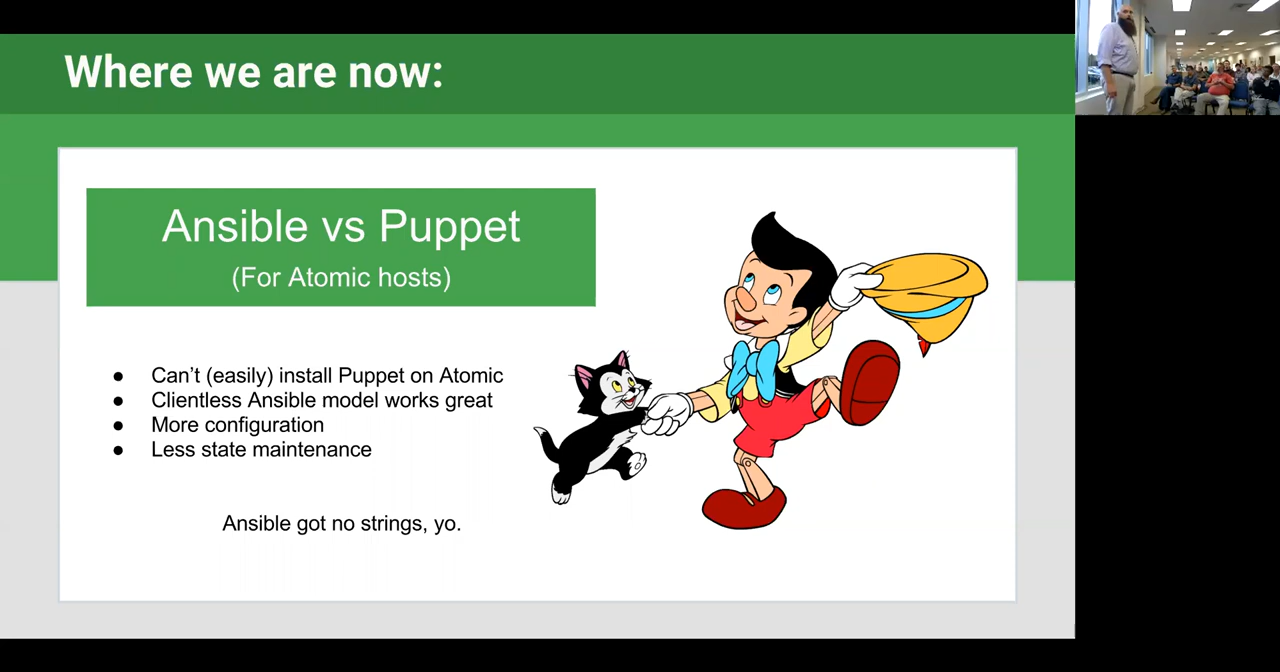 Where we are now:
Ansible vs Puppet
(For Atomic hosts)
● Can’t (easily) install Puppet on Atomic
● Clientless Ansible model works great
● More configuration
● Less state maintenance
Ansible got no strings, yo.